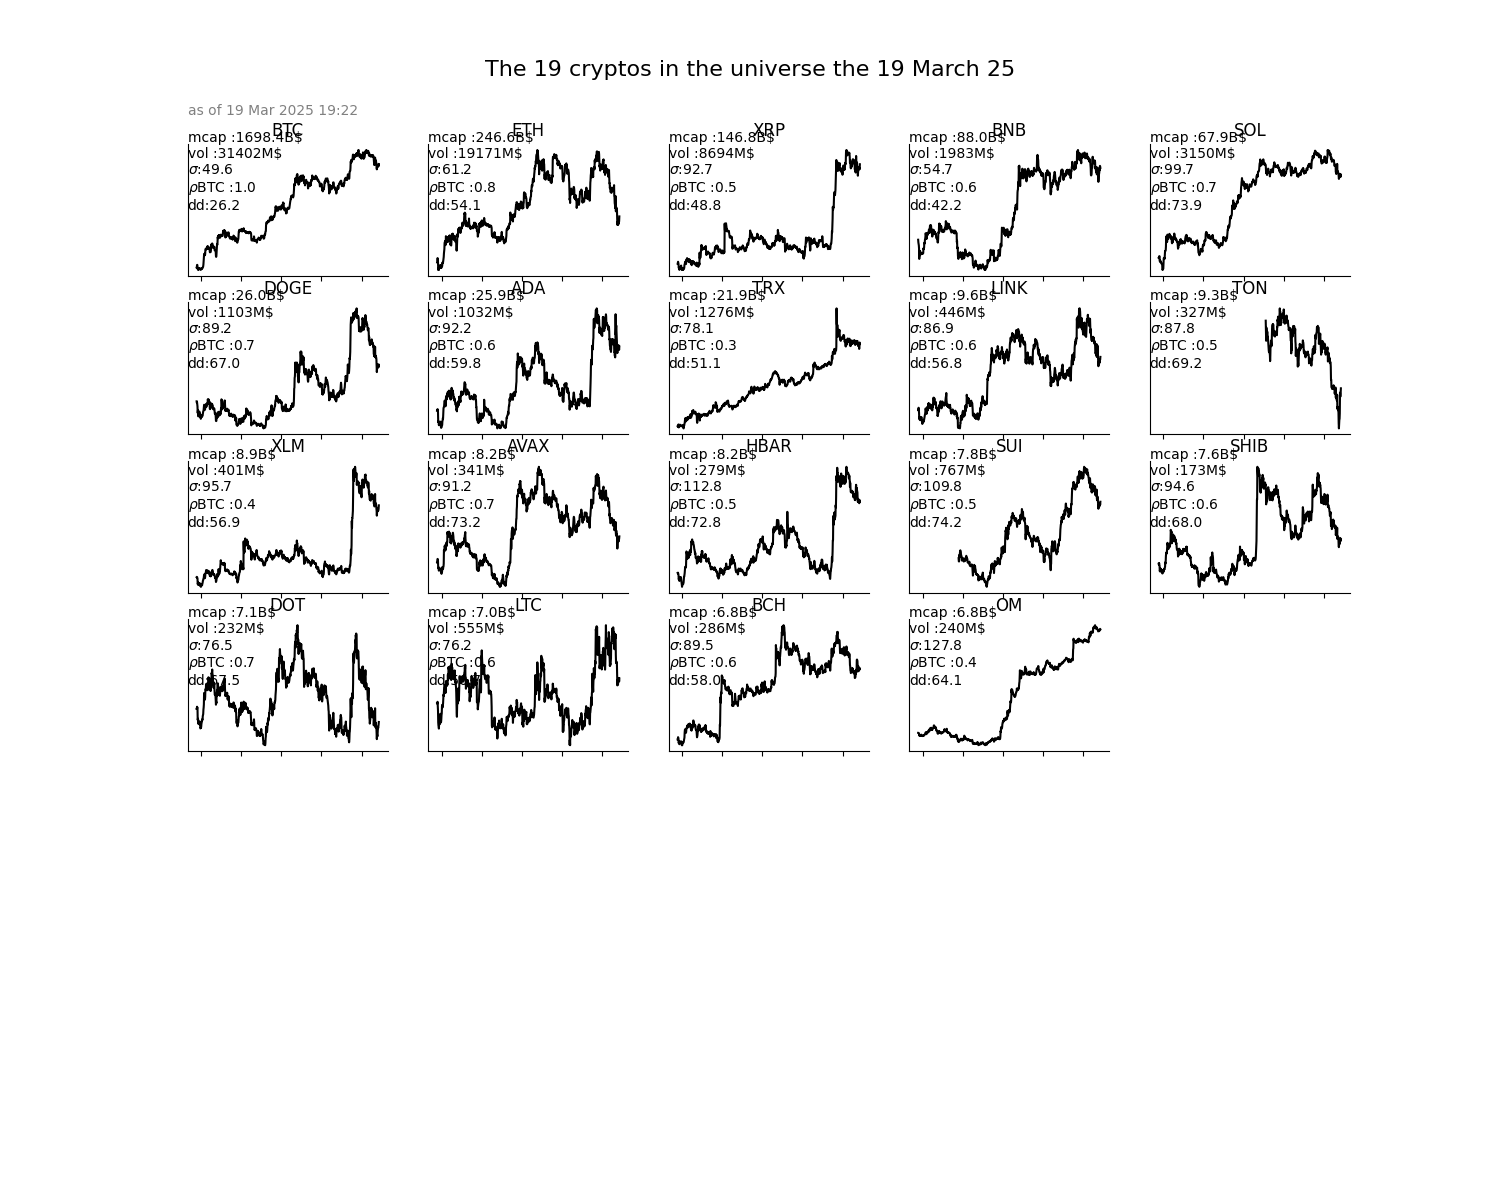 The 19 cryptos in the universe the 19 March 25
as of 19 Mar 2025 19:22
BTC
mcap :1698.4B$
vol :31402M$
σ:49.6
ρBTC :1.0
dd:26.2
ETH
mcap :246.6B$
vol :19171M$
σ:61.2
ρBTC :0.8
dd:54.1
XRP
mcap :146.8B$
vol :8694M$
σ:92.7
ρBTC :0.5
dd:48.8
BNB
mcap :88.0B$
vol :1983M$
σ:54.7
ρBTC :0.6
dd:42.2
SOL
mcap :67.9B$
vol :3150M$
σ:99.7
ρBTC :0.7
dd:73.9
DOGE
mcap :26.0B$
vol :1103M$
σ:89.2
ρBTC :0.7
dd:67.0
ADA
mcap :25.9B$
vol :1032M$
σ:92.2
ρBTC :0.6
dd:59.8
TRX
mcap :21.9B$
vol :1276M$
σ:78.1
ρBTC :0.3
dd:51.1
LINK
mcap :9.6B$
vol :446M$
σ:86.9
ρBTC :0.6
dd:56.8
TON
mcap :9.3B$
vol :327M$
σ:87.8
ρBTC :0.5
dd:69.2
XLM
mcap :8.9B$
vol :401M$
σ:95.7
ρBTC :0.4
dd:56.9
AVAX
mcap :8.2B$
vol :341M$
σ:91.2
ρBTC :0.7
dd:73.2
HBAR
mcap :8.2B$
vol :279M$
σ:112.8
ρBTC :0.5
dd:72.8
SUI
mcap :7.8B$
vol :767M$
σ:109.8
ρBTC :0.5
dd:74.2
SHIB
mcap :7.6B$
vol :173M$
σ:94.6
ρBTC :0.6
dd:68.0
DOT
mcap :7.1B$
vol :232M$
σ:76.5
ρBTC :0.7
LTC
mcap :7.0B$
vol :555M$
σ:76.2
ρBTC :0.6
BCH
mcap :6.8B$
vol :286M$
σ:89.5
ρBTC :0.6
dd:58.0
OM
mcap :6.8B$
vol :240M$
σ:127.8
ρBTC :0.4
dd:64.1